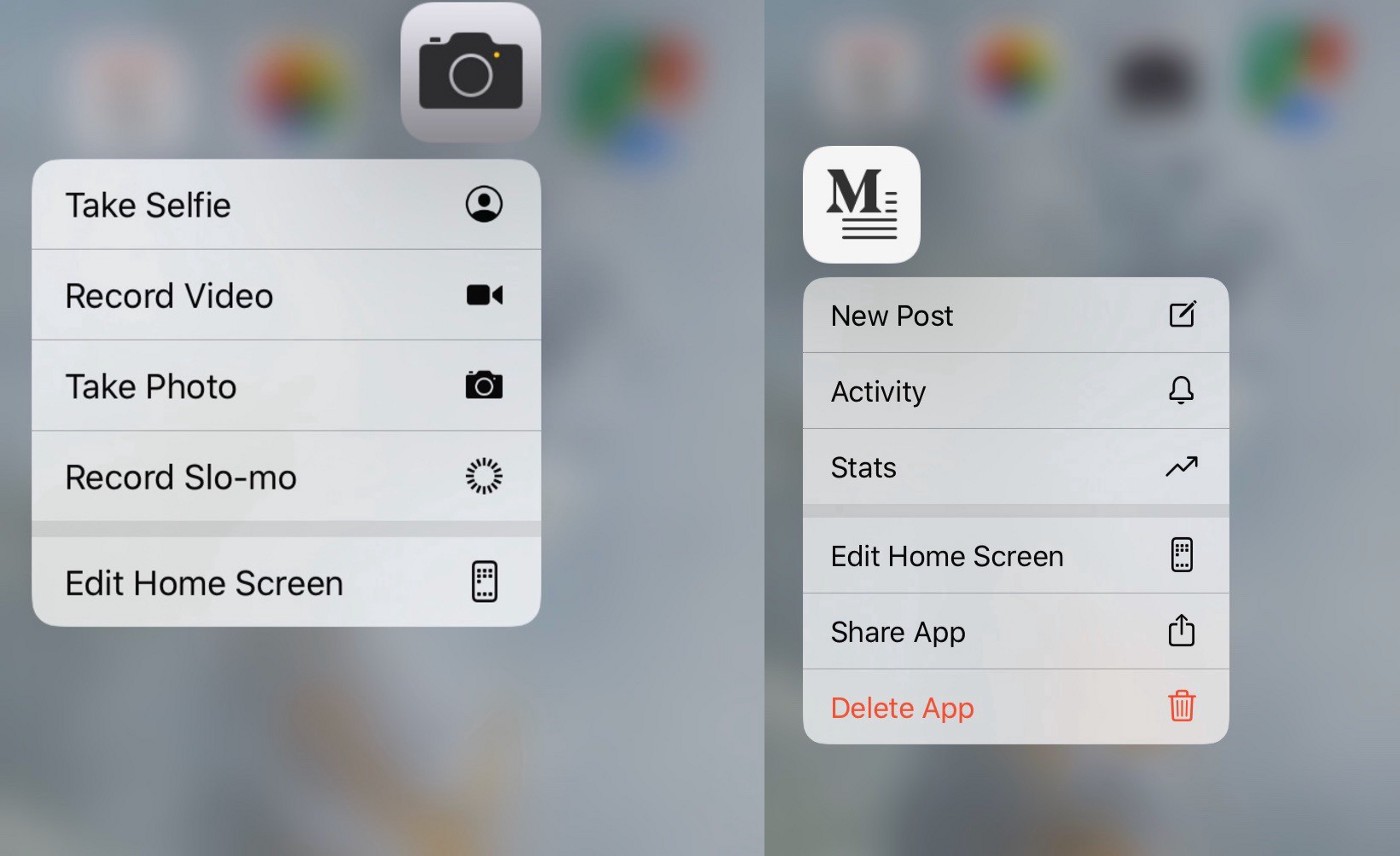 Take Selfie
Record Video
Take Photo
Record Slo-mo
Edit Home Screen
M
New Post
Activity
Stats
Edit Home Screen
Share App
Delete App